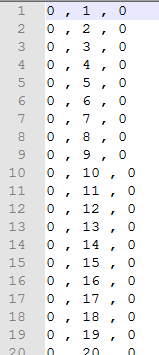 1 0 , 1 , 0
2 0 , 2 , 0
3 0 , 3 , 0
4 0 , 4 , 0
5 0 , 5 , 0
6 0 , 6 , 0
7 0 , 7 , 0
8 0 , 8 , 0
9 0 , 9 , 0
10 0 , 10 , 0
11 0 , 11 , 0
12 0 , 12 , 0
13 0 , 13 , 0
14 0 , 14 , 0
15 0 , 15 , 0
16 0 , 16 , 0
17 0 , 17 , 0
18 0 , 18 , 0
19 0 , 19 , 0
20 0 , 20 , 0